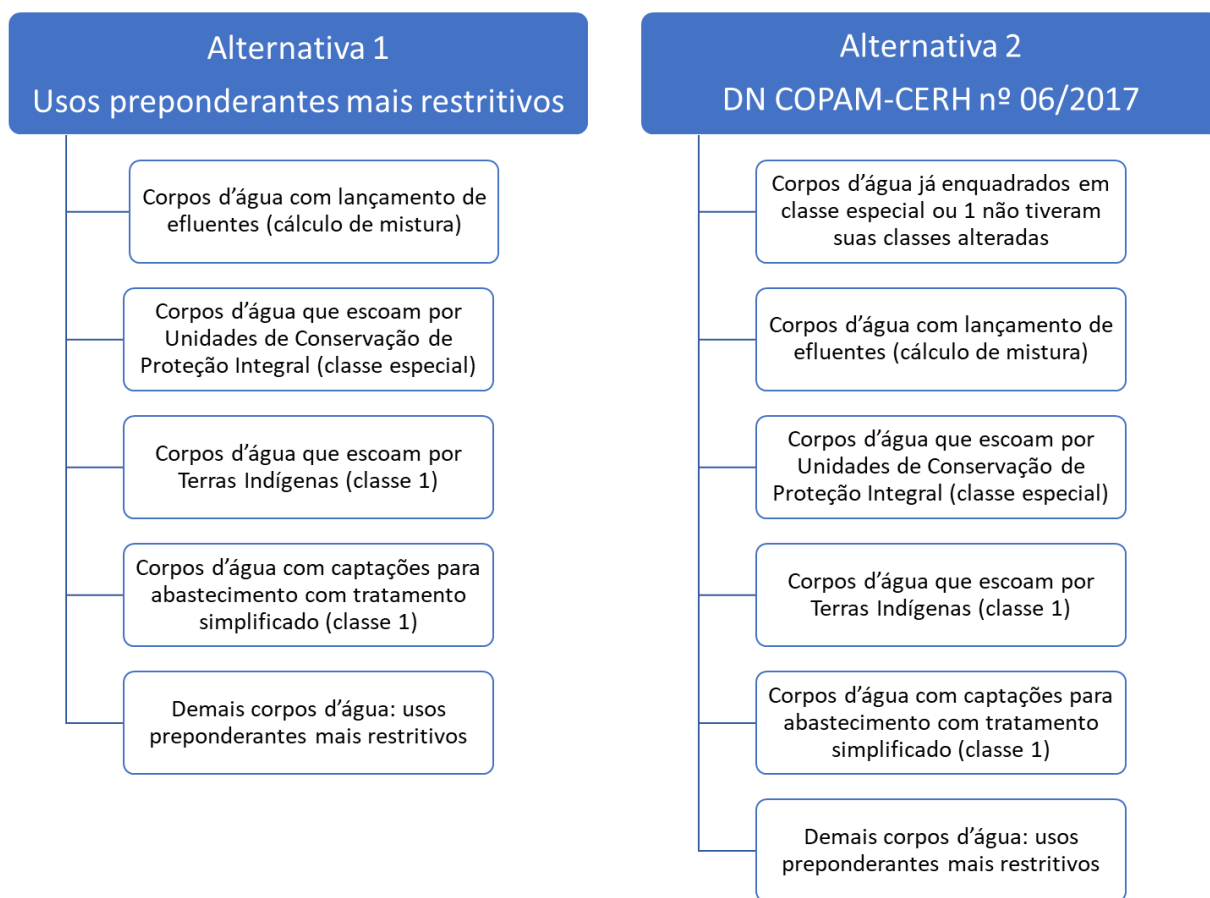 Alternativa 1
Usos preponderantes mais restritivos
Corpos d’água com lançamento de
efluentes (cálculo de mistura)
Corpos d’água que escoam por
Unidades de Conservação de
Proteção Integral (classe especial)
Corpos d’água que escoam por
Terras Indígenas (classe 1)
Corpos d’água com captações para
abastecimento com tratamento
simplificado (classe 1)
Demais corpos d’água: usos
preponderantes mais restritivos
Alternativa 2
DN COPAM-CERH nº 06/2017
Corpos d’água já enquadrados em
classe especial ou 1 não tiveram
suas classes alteradas
Corpos d’água com lançamento de
efluentes (cálculo de mistura)
Corpos d’água que escoam por
Unidades de Conservação de
Proteção Integral (classe especial)
Corpos d’água que escoam por
Terras Indígenas (classe 1)
Corpos d’água com captações para
abastecimento com tratamento
simplificado (classe 1)
Demais corpos d’água: usos
preponderantes mais restritivos